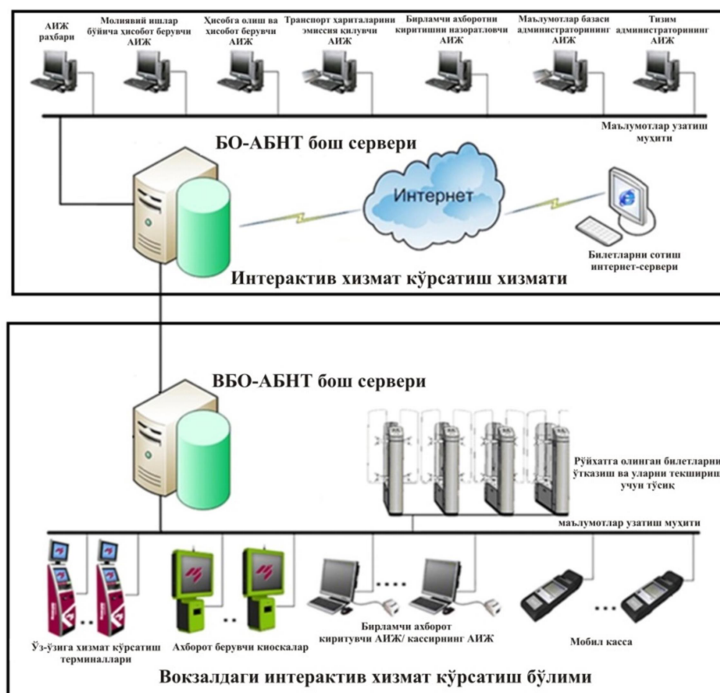 АИЖ
раҳбари
Молиявий ишлар
бўйича ҳисобот берувчи
АИЖ
Ҳисобга олиш ва
ҳисобот берувчи
АИЖ
Транспорт хариталарини
эмиссия қилувчи
АИЖ
Бирламчи ахборотни
киритишни назоратловчи
АИЖ
Маълумотлар базаси
администраторининг
АИЖ
Тизим
администраторининг
АИЖ
Маълумотлар узатиш
муҳити
БО-АБНТ бош сервери
Интернет
Билетларни сотиш
интернет-сервери
Интерактив хизмат кўрсатиш хизмати
ВБО-АБНТ бош сервери
Рўйхатга олинган билетларни
ўтказиш ва уларни текшириш
учун тўсиқ
маълумотлар узатиш муҳити
Ўз-ўзига хизмат кўрсатиш
терминаллари
Ахборот берувчи киоскалар
Бирламчи ахборот
киритувчи АИЖ/ кассирнинг АИЖ
Мобил касса
Вокзалдаги интерактив хизмат кўрсатиш бўлими